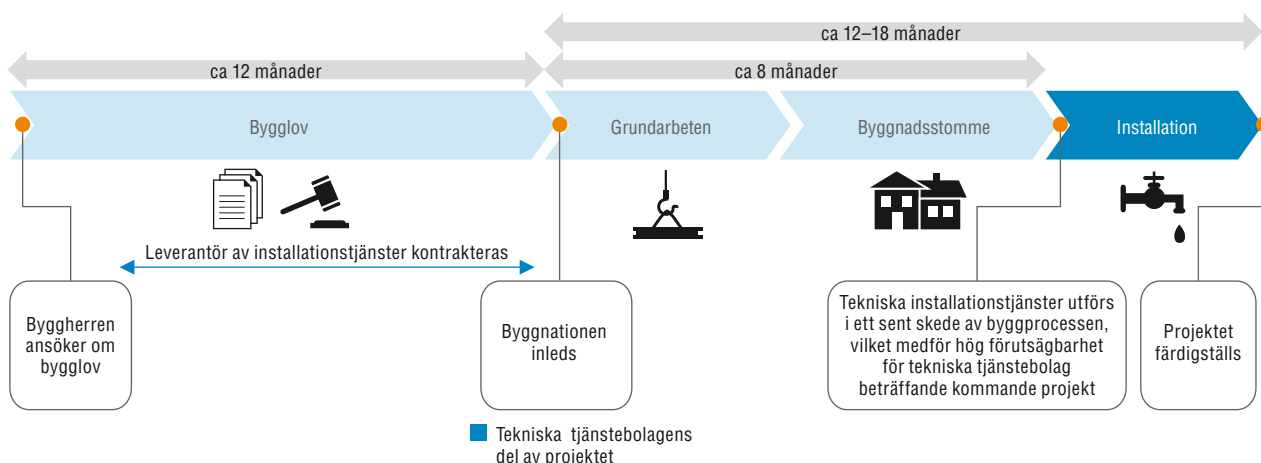 ca 12–18 månader
ca 12 månader
ca 8 månader
Bygglov
Grundarbeten
Byggnadsstomme
Installation
Leverantör av installationstjänster kontrakteras
Byggherren
ansöker om
bygglov
Byggnationen
inleds
Tekniska installationstjänster utförs
i ett sent skede av byggprocessen,
vilket medför hög förutsägbarhet
för tekniska tjänstebolag
beträffande kommande projekt
Projektet
färdigställs
Tekniska tjänstebolagens
del av projektet